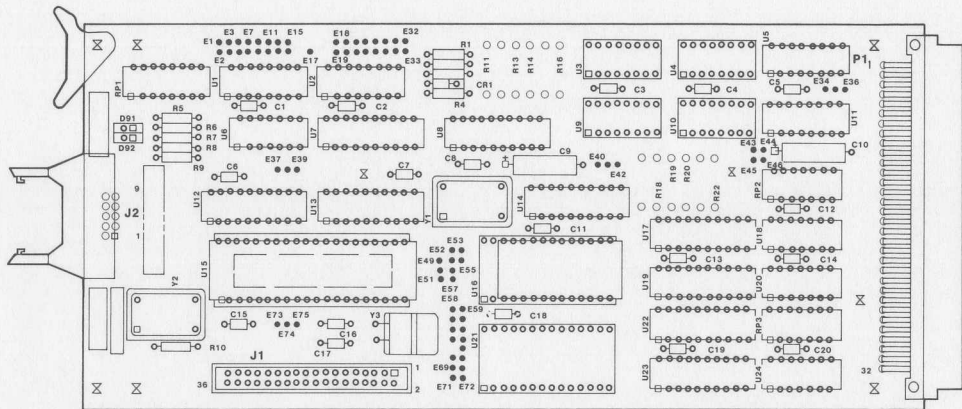 E3 E7 E11 E15 E18 E32
E1
E2 E17 E19 E33
R1
R11 R13 R14 R16
R4
CR1
U3 U4 U5
P1 1
RP1 U1 U2
C1 C2 C3 C4 C5
E34 E36
D91
D92
R5
R6
R7
R8
R9
U6 U7 U8 U9 U10 U11
E37 E39
C6 C7 C8 C9
E40
E42
E43 E44
E45 E46
C10
R18 R19 R20 R22
RP2
J2
9
1
U12 U13 Y1 U14
C11 C12
U17 U18
U15
E52 E53
E49
E55
E51
E57
E58
U16
C13 C14
U19 U20
Y2
E59
C15
E73 E75
E74
C16
C17
Y3
C18
U21
U22 RP3
R10
C19 C20
J1
36
1
2
E69
E71 E72
U23 U24
32